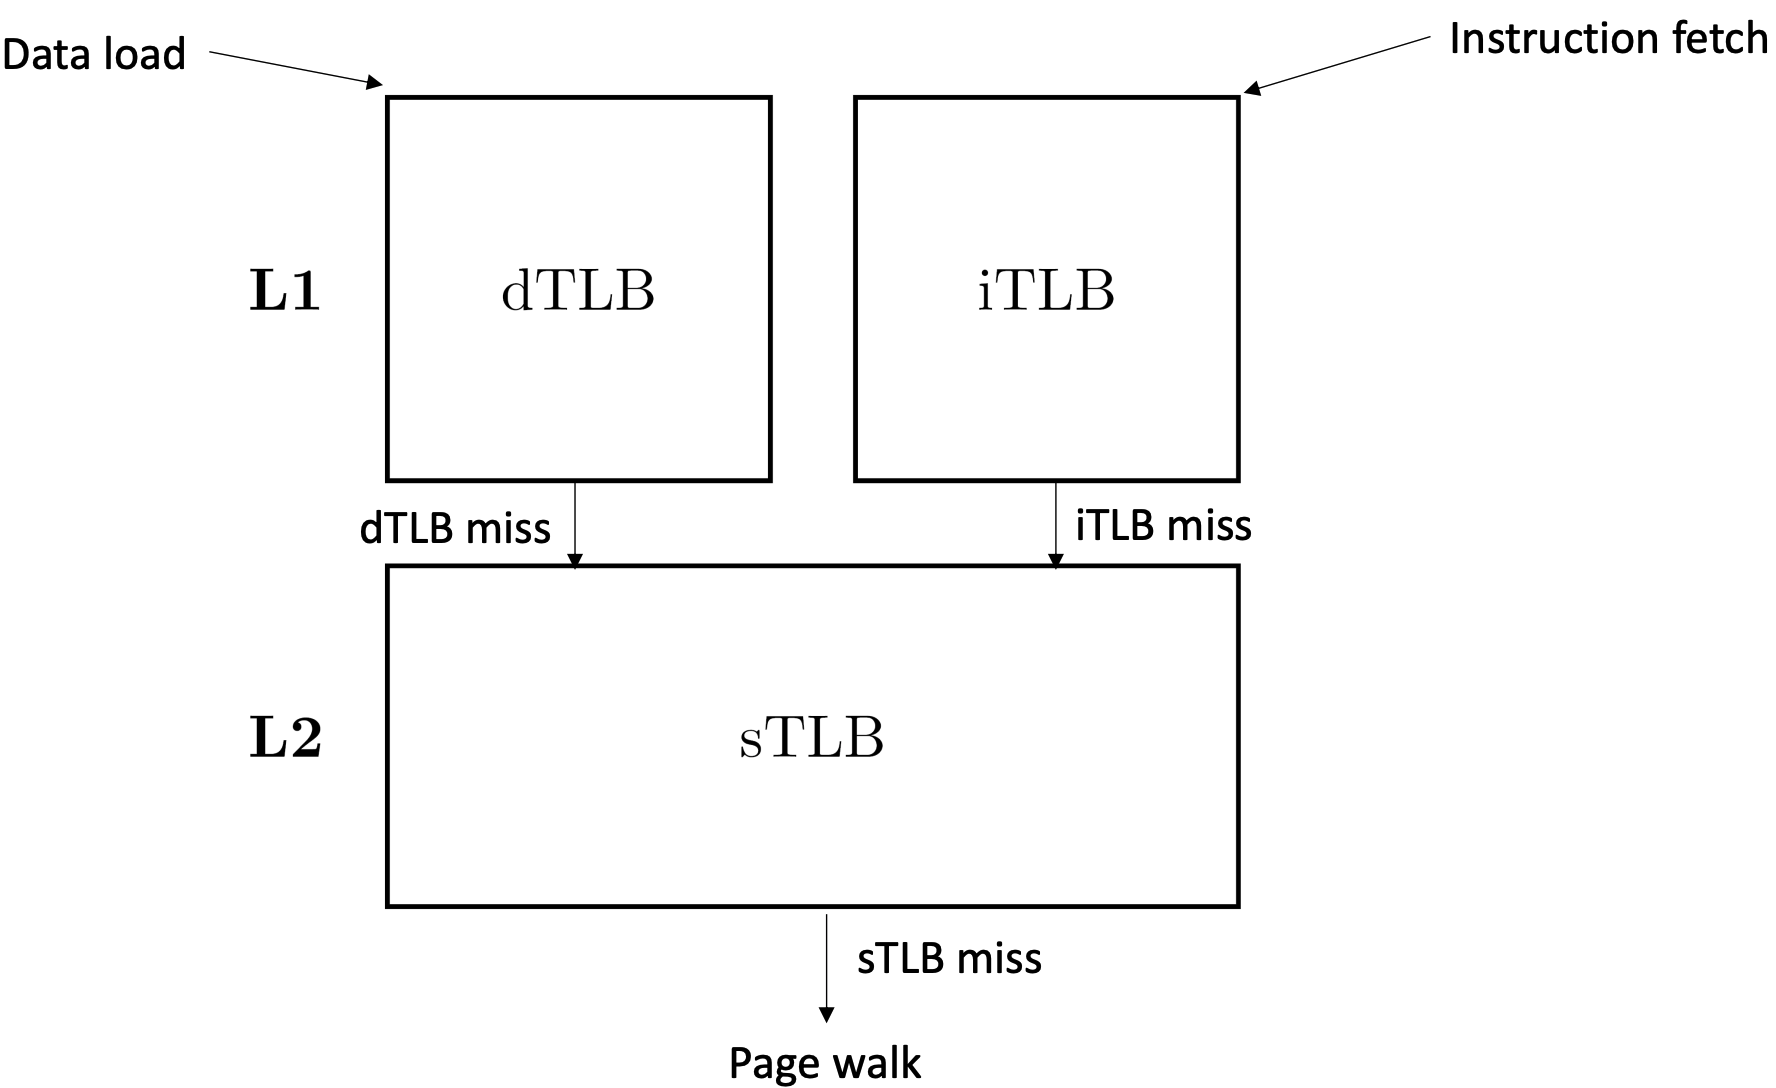 Data load
Instruction fetch
L1
dTLB
iTLB
dTLB miss
iTLB miss
L2
sTLB
sTLB miss
Page walk